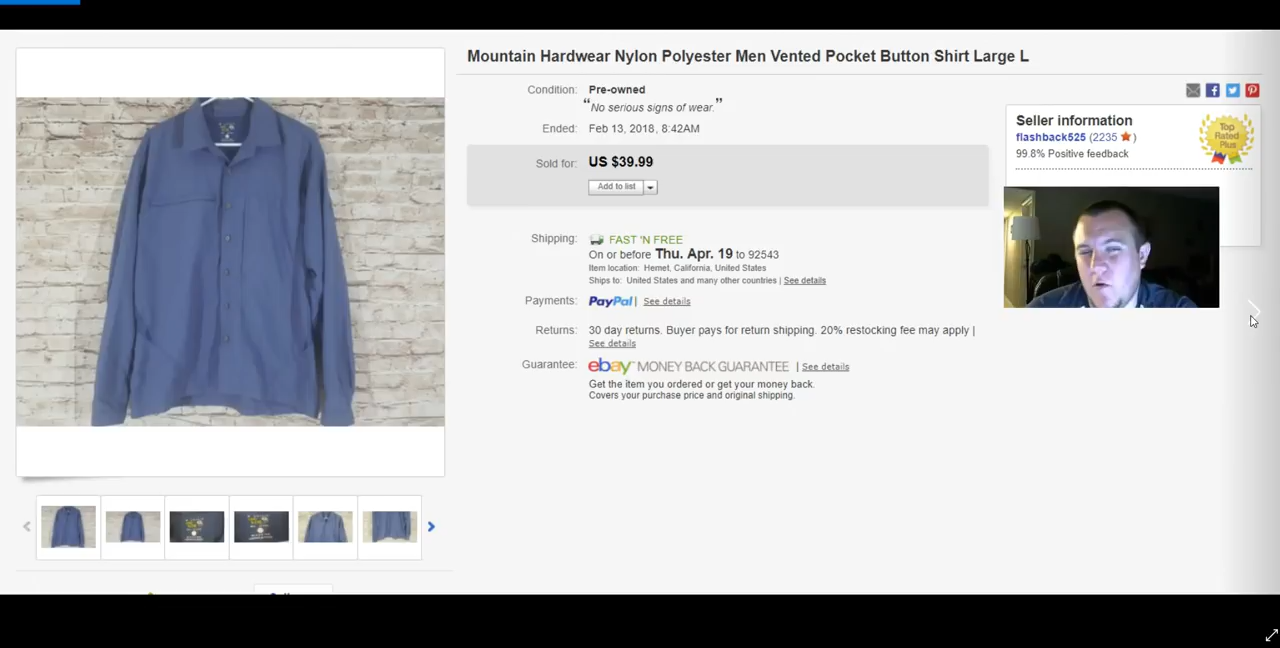 Mountain Hardwear Nylon Polyester Men Vented Pocket Button Shirt Large L
Condition: Pre-owned
“No serious signs of wear.”
Ended: Feb 13, 2018, 8:42AM
Sold for: US $39.99
Add to list
Shipping: FAST 'N FREE
On or before Thu. Apr. 19 to 92543
Item location: Hemet, California, United States
Ships to: United States and many other countries | See details
Payments: PayPal | See details
Returns: 30 day returns. Buyer pays for return shipping. 20% restocking fee may apply |
See details
Guarantee: ebay MONEY BACK GUARANTEE | See details
Get the item you ordered or get your money back.
Covers your purchase price and original shipping.
Seller information
flashback525 (2235)
99.8% Positive feedback
Top
Rated
Plus